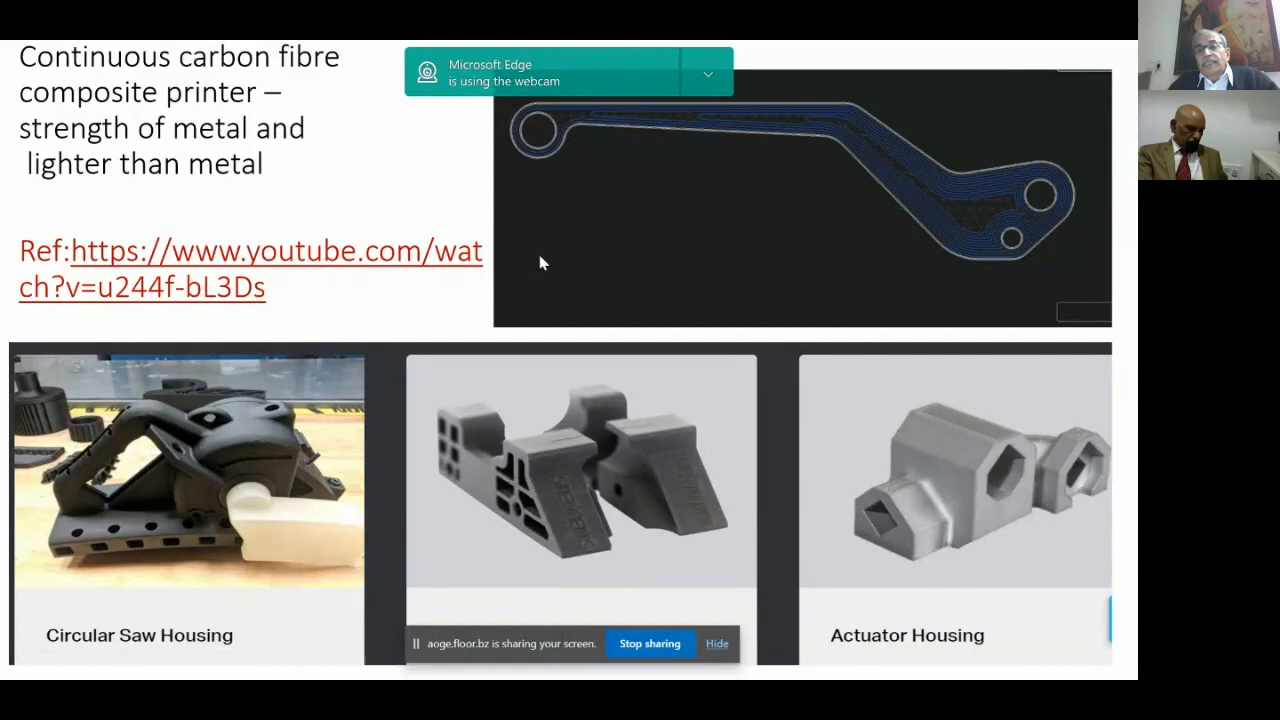 Continuous carbon fibre
composite printer –
strength of metal and
lighter than metal
Ref:https://www.youtube.com/wat
ch?v=u244f-bL3Ds
Microsoft Edge
is using the webcam
SIEMENS
Circular Saw Housing
aoge.floor.bz is sharing your screen.
Stop sharing
Hide
Actuator Housing